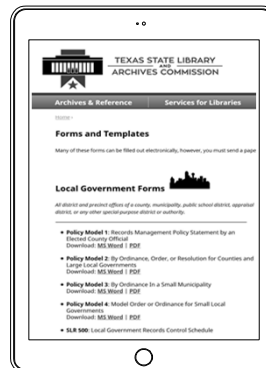 TEXAS STATE LIBRARY
AND
ARCHIVES COMMISSION
Archives & Reference
Services for Libraries
Home ›
Forms and Templates
Many of these forms can be filled out electronically, however, you must send a pape
Local Government Forms
All district and precinct offices of a county, municipality, public school district, appraisal
district, or any other special-purpose district or authority.
• Policy Model 1: Records Management Policy Statement by an
Elected County Official
Download: MS Word | PDF
• Policy Model 2: By Ordinance, Order, or Resolution for Counties and
Large Local Governments
Download: MS Word | PDF
• Policy Model 3: By Ordinance In a Small Municipality
Download: MS Word | PDF
• Policy Model 4: Model Order or Ordinance for Small Local
Governments
Download: MS Word | PDF
• SLR 500: Local Government Records Control Schedule